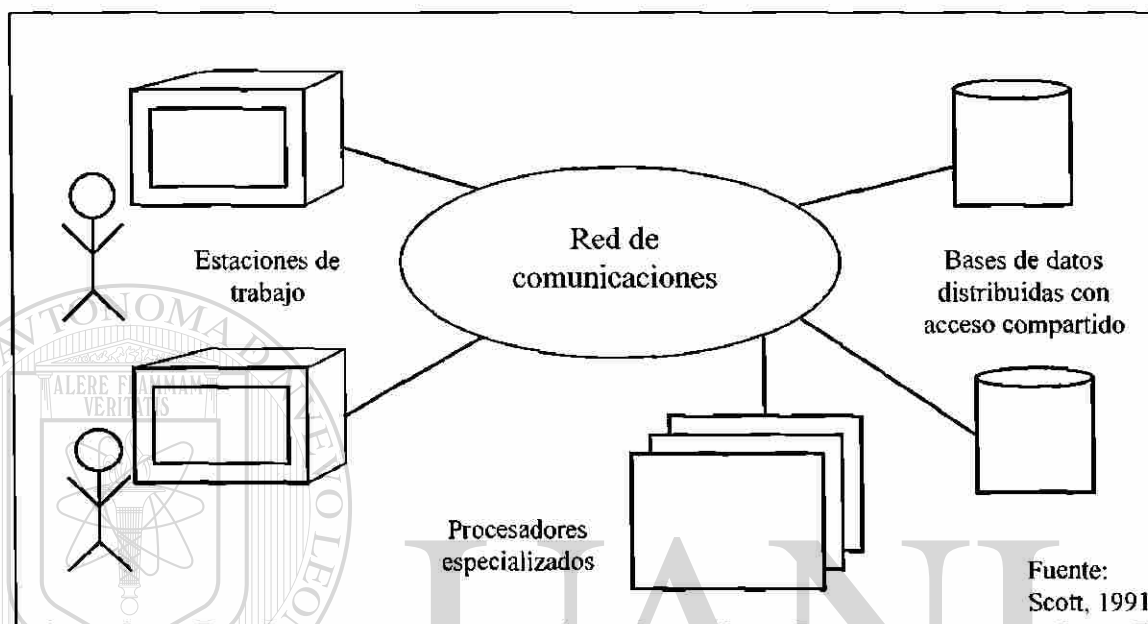 Estaciones de
trabajo
Red de
comunicaciones
Bases de datos
distribuidas con
acceso compartido
Procesadores
especializados
Fuente:
Scott, 1991
ALERE FLAMMAM
VERITATIS